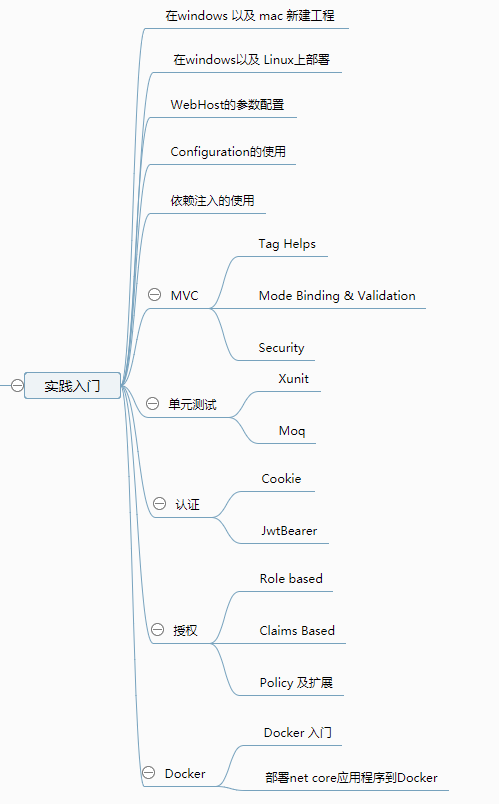 在windows 以及 mac 新建工程
在windows以及 Linux上部署
WebHost的参数配置
Configuration的使用
依赖注入的使用
Tag Helps
MVC
Mode Binding & Validation
Security
实践入门
Xunit
单元测试
Moq
Cookie
认证
JwtBearer
Role based
授权
Claims Based
Policy 及扩展
Docker 入门
Docker
部署net core应用程序到Docker